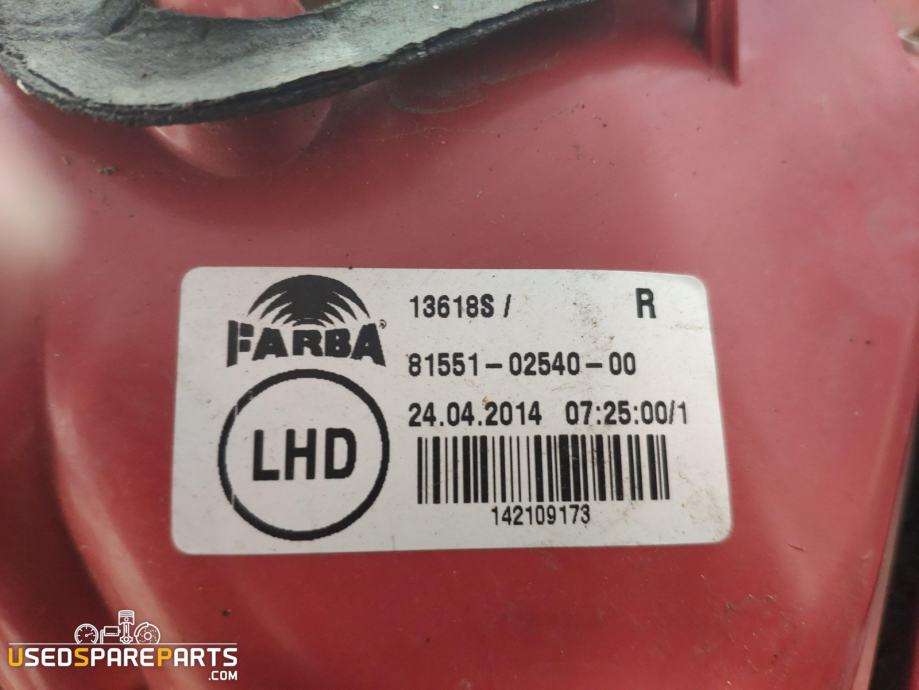 FARBA
13618S / R
81551-02540-00
24.04.2014 07:25:00/1
LHD
142109173
USEDSPAREPARTS
.COM